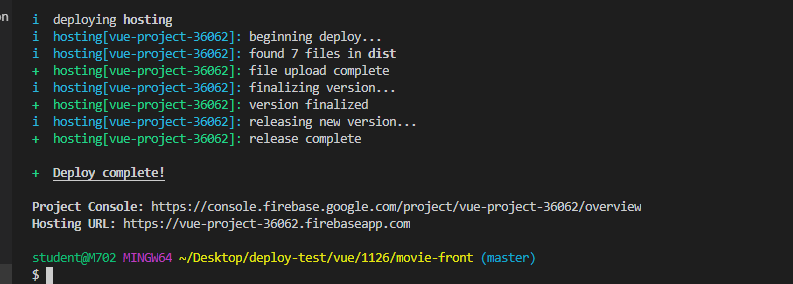 on
i deploying hosting
i hosting[vue-project-36062]: beginning deploy...
i hosting[vue-project-36062]: found 7 files in dist
+ hosting[vue-project-36062]: file upload complete
i hosting[vue-project-36062]: finalizing version...
+ hosting[vue-project-36062]: version finalized
i hosting[vue-project-36062]: releasing new version...
+ hosting[vue-project-36062]: release complete
+ Deploy complete!
Project Console: https://console.firebase.google.com/project/vue-project-36062/overview
Hosting URL: https://vue-project-36062.firebaseapp.com
student@M702 MINGW64 ~/Desktop/deploy-test/vue/1126/movie-front (master)
$